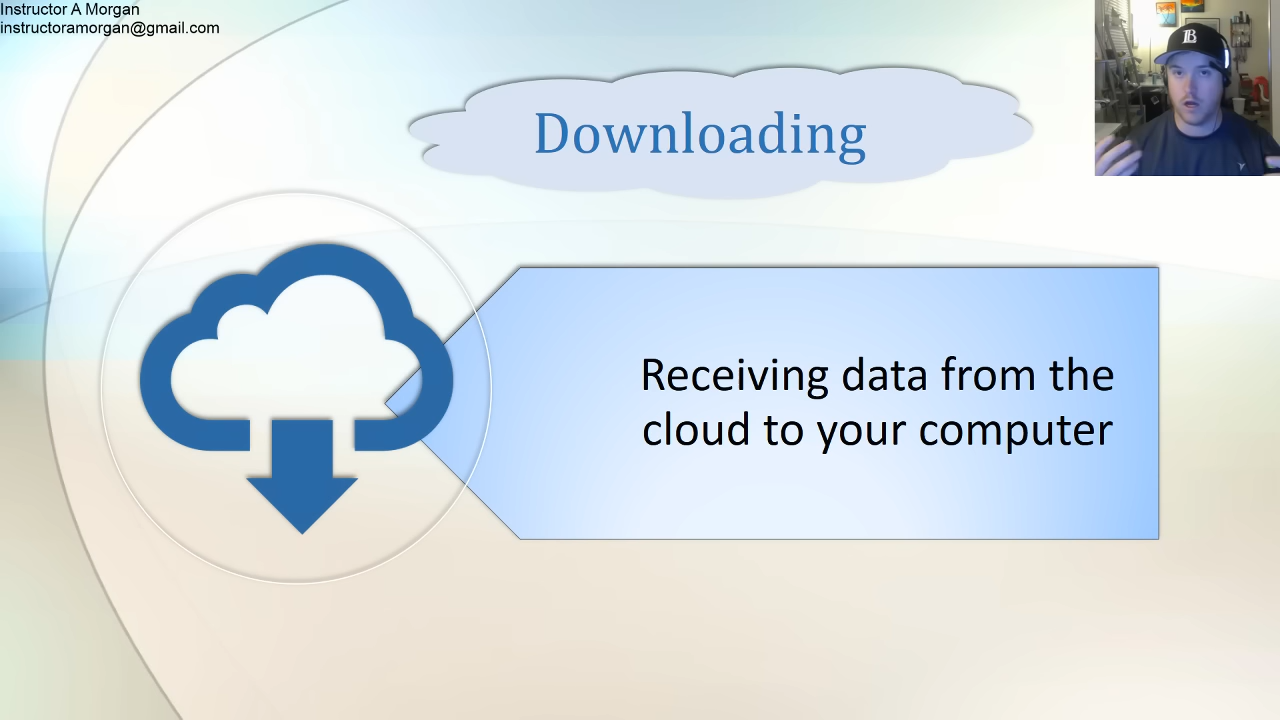 Instructor A Morgan
instructoramorgan@gmail.com
Downloading
Receiving data from the
cloud to your computer